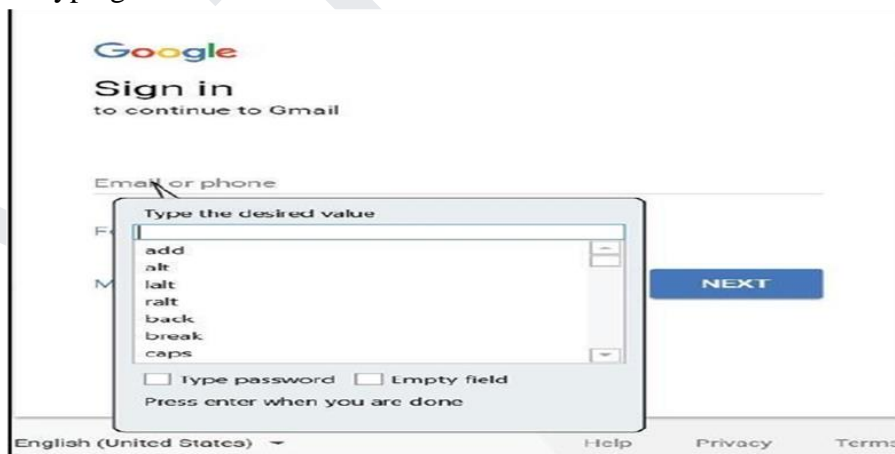 Google
Sign in
to continue to Gmail
Email or phone
Type the desired value
add
alt
lalt
ralt
back
break
caps
NEXT
Type password Empty field
Press enter when you are done
English (United States) Help Privacy Terms